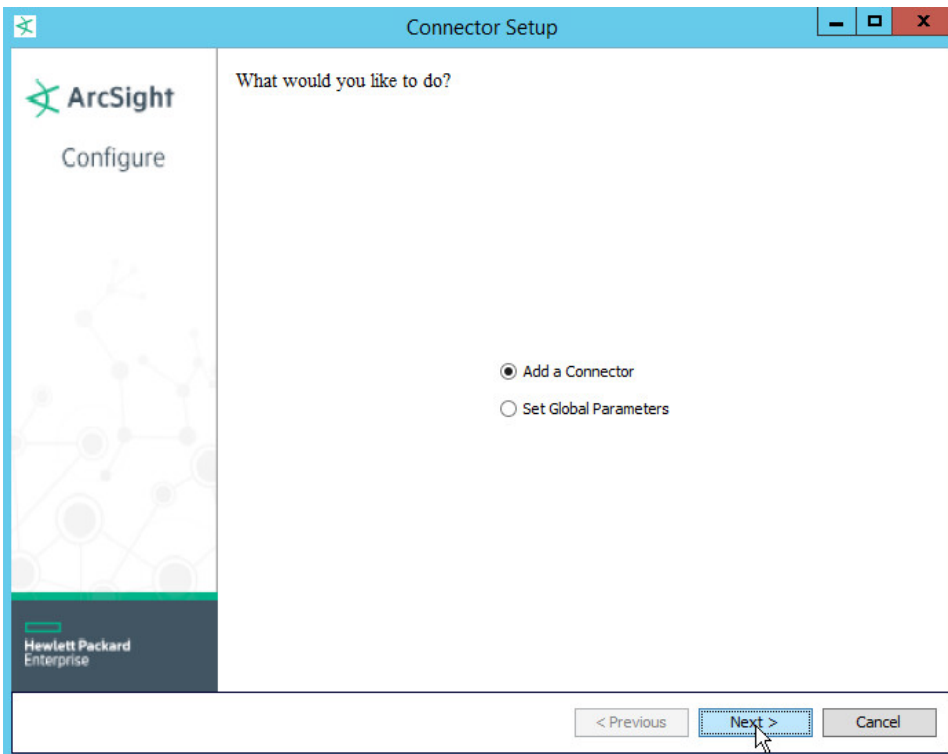 Connector Setup
ArcSight
Configure
What would you like to do?
Add a Connector
Set Global Parameters
Hewlett Packard
Enterprise
< Previous
Next >
Cancel